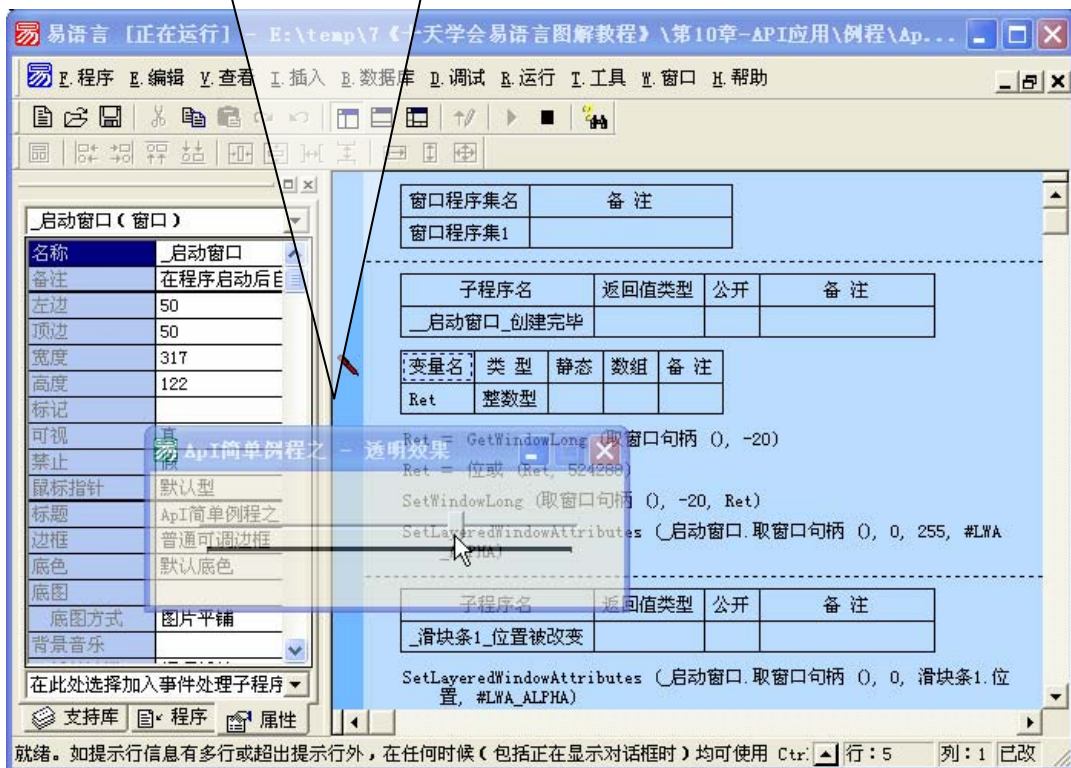 易语言 [正在运行] - E:\temp\7《十天学会易语言图解教程》\第10章-API应用\例程\Ap...
F.程序 E.编辑 V.查看 I.插入 B.数据库 D.调试 R.运行 T.工具 W.窗口 H.帮助
_启动窗口(窗口)
名称 _启动窗口
备注 在程序启动后自
左边 50
顶边 50
宽度 317
高度 122
标记
可视 真
禁止 假
鼠标指针 默认型
标题 ApI简单例程之
边框 普通可调边框
底色 默认底色
底图
底图方式 图片平铺
背景音乐
在此处选择加入事件处理子程序
支持库 程序 属性
窗口程序集名 备 注
窗口程序集1
子程序名 返回值类型 公开 备 注
__启动窗口_创建完毕
变量名 类 型 静态 数组 备 注
Ret 整数型
Ret = GetWindowLong (取窗口句柄 (), -20)
Ret = 位或 (Ret, 524288)
SetWindowLong (取窗口句柄 (), -20, Ret)
SetLayeredWindowAttributes (_启动窗口.取窗口句柄 (), 0, 255, #LWA
_ALPHA)
ApI简单例程之 - 透明效果
子程序名 返回值类型 公开 备 注
_滑块条1_位置被改变
SetLayeredWindowAttributes (_启动窗口.取窗口句柄 (), 0, 滑块条1.位
置, #LWA_ALPHA)
就绪。如提示行信息有多行或超出提示行外,在任何时候(包括正在显示对话框时)均可使用 Ctr 行:5 列:1 已改